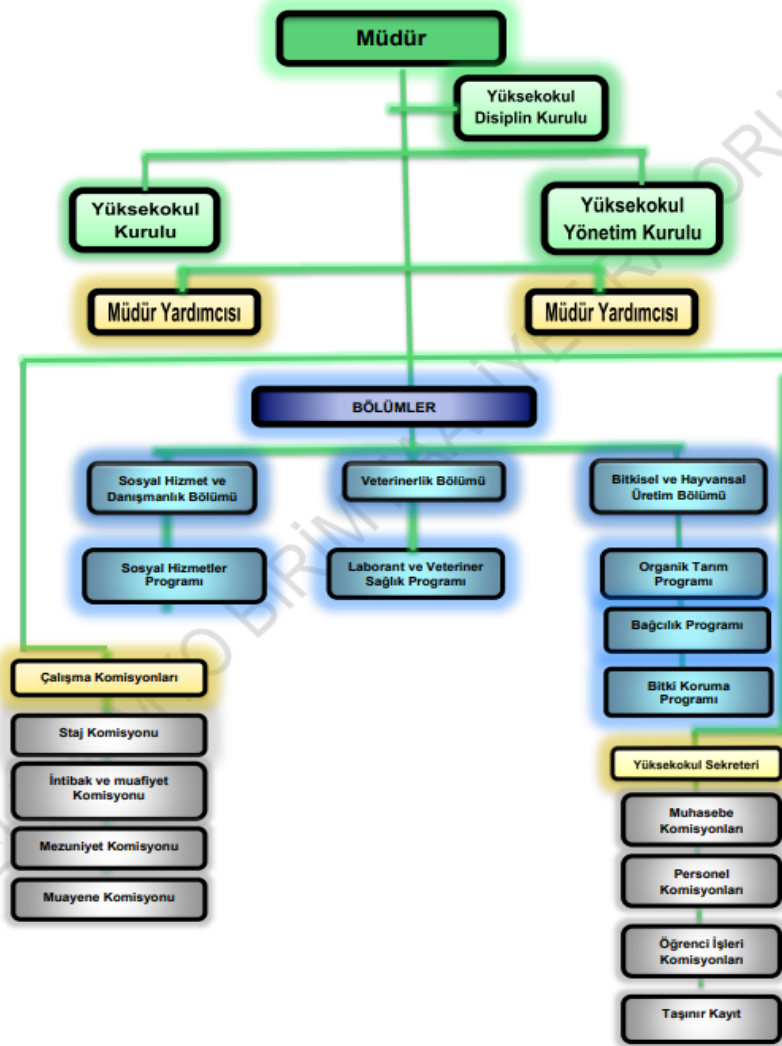 Müdür
Yüksekokul
Disiplin Kurulu
Yüksekokul
Kurulu
Yüksekokul
Yönetim Kurulu
Müdür Yardımcısı
Müdür Yardımcısı
BÖLÜMLER
Sosyal Hizmet ve
Danışmanlık Bölümü
Veterinerlik Bölümü
Bitkisel ve Hayvansal
Üretim Bölümü
Sosyal Hizmetler
Programı
Laborant ve Veteriner
Sağlık Programı
Organik Tarım
Programı
Bağcılık Programı
Bitki Koruma
Programı
Çalışma Komisyonları
Staj Komisyonu
İntibak ve muafiyet
Komisyonu
Mezuniyet Komisyonu
Muayene Komisyonu
Yüksekokul Sekreteri
Muhasebe
Komisyonları
Personel
Komisyonları
Öğrenci İşleri
Komisyonları
Taşınır Kayıt
BİRİM